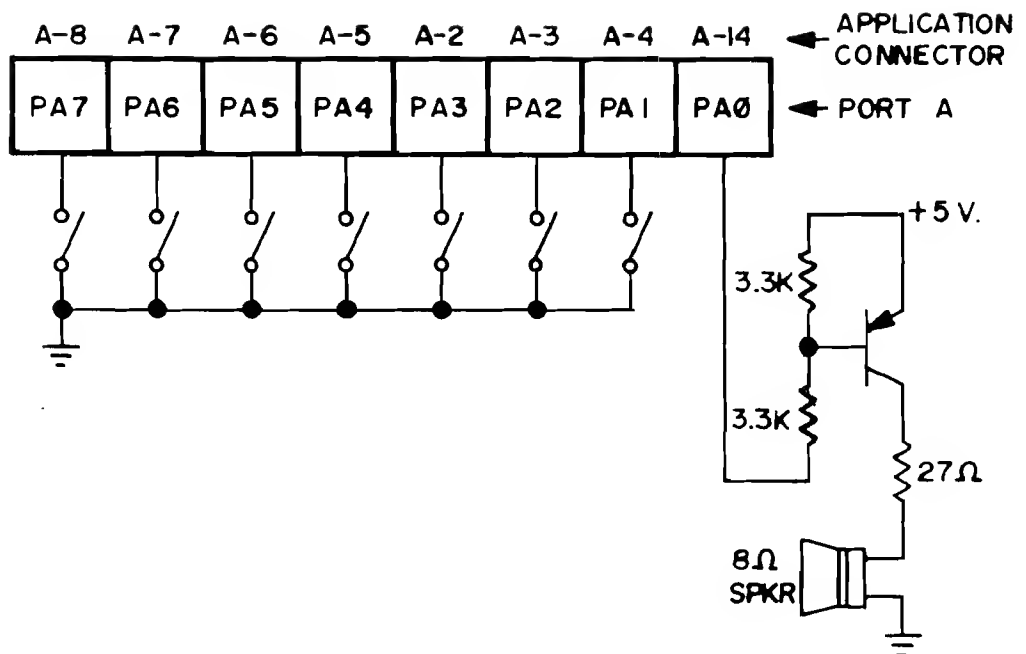 A-8 A-7 A-6 A-5 A-2 A-3 A-4 A-14
APPLICATION
CONNECTOR
PA7 PA6 PA5 PA4 PA3 PA2 PA1 PAØ
PORT A
+5 V.
3.3K
3.3K
27Ω
8Ω
SPKR